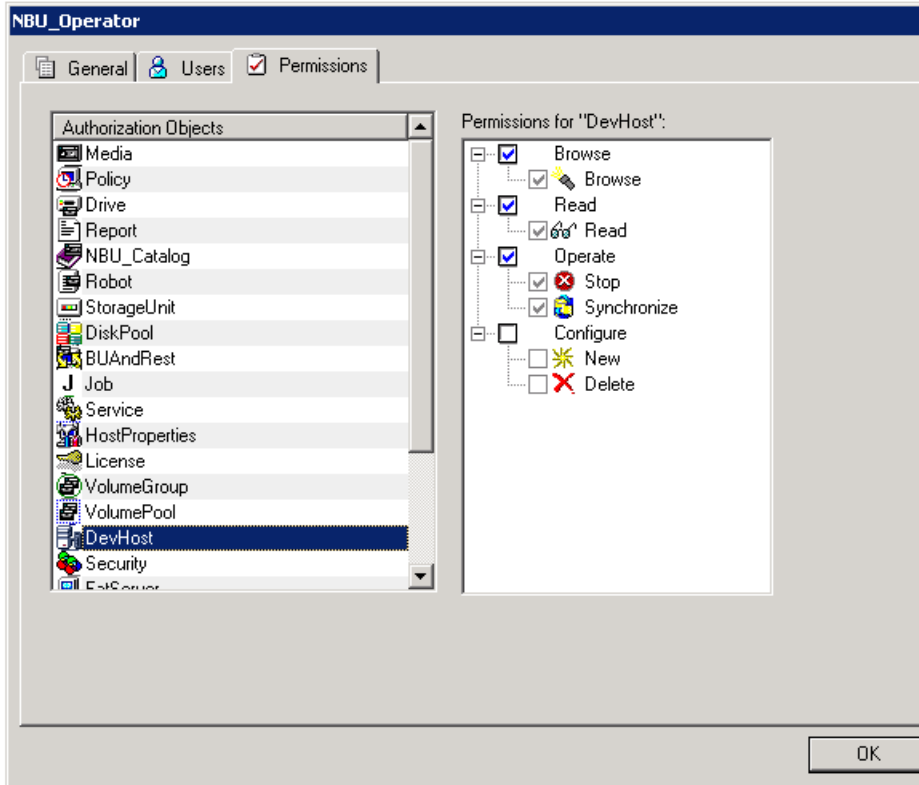 NBU_Operator
General
Users
Permissions
Authorization Objects
Media
Policy
Drive
Report
NBU_Catalog
Robot
StorageUnit
DiskPool
BUAndRest
J Job
Service
HostProperties
License
VolumeGroup
VolumePool
DevHost
Security
Permissions for "DevHost":
Browse
Browse
Read
Read
Operate
Stop
Synchronize
Configure
New
Delete
OK